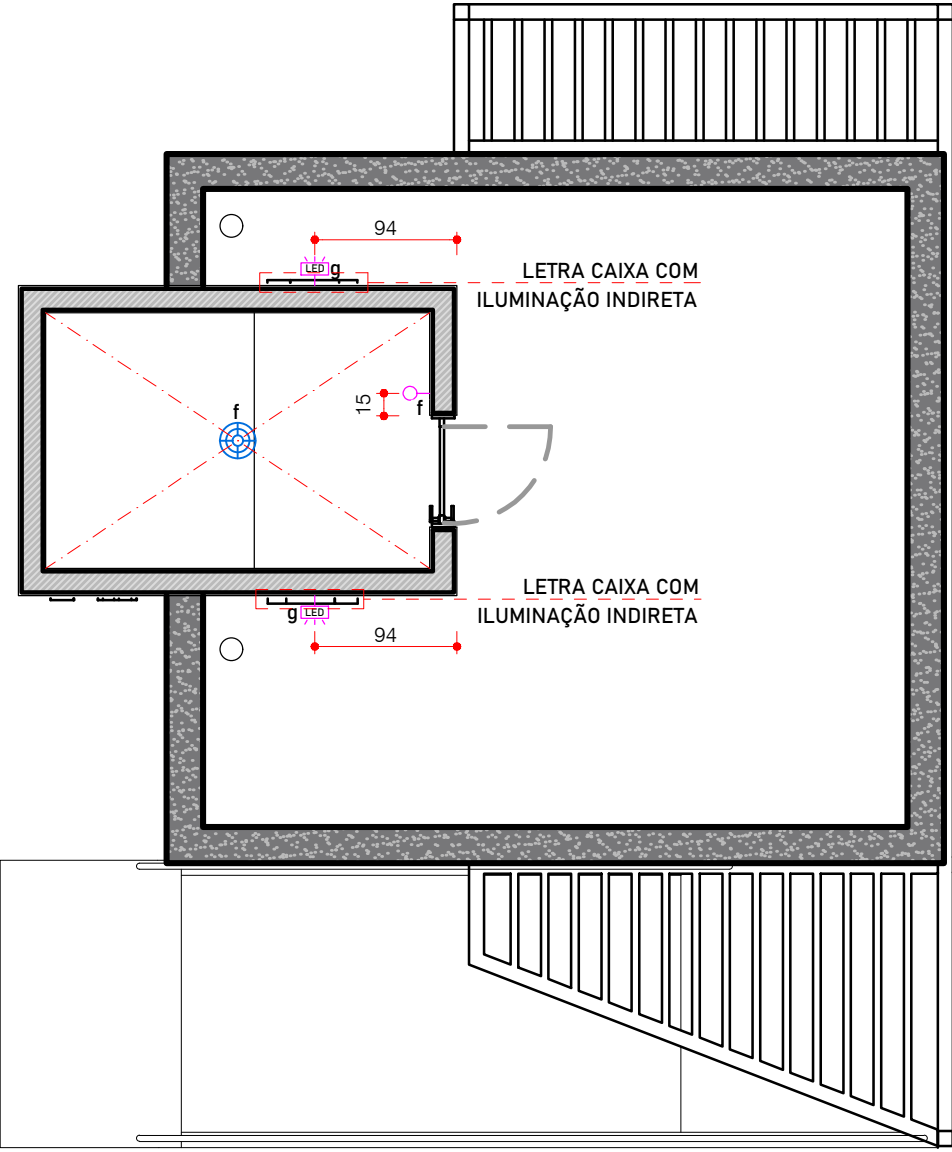 94
LED g
LETRA CAIXA COM
ILUMINAÇÃO INDIRETA
15
f
f
LETRA CAIXA COM
ILUMINAÇÃO INDIRETA
g LED
94